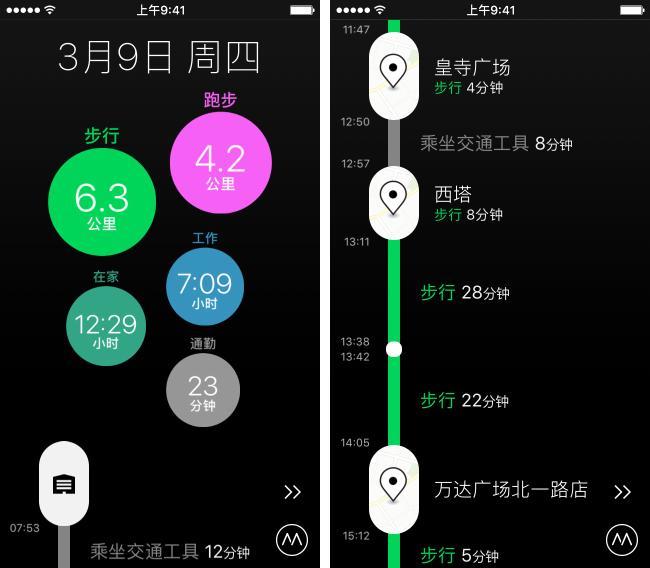 上午9:41
3月9日 周四
跑步
4.2
公里
步行
6.3
公里
工作
7:09
小时
在家
12:29
小时
通勤
23
分钟
07:53
乘坐交通工具 12分钟
上午9:41
11:47
皇寺广场
步行 4分钟
12:50
乘坐交通工具 8分钟
12:57
西塔
步行 8分钟
13:11
步行 28分钟
13:38
13:42
步行 22分钟
14:05
万达广场北一路店
15:12
步行 5分钟